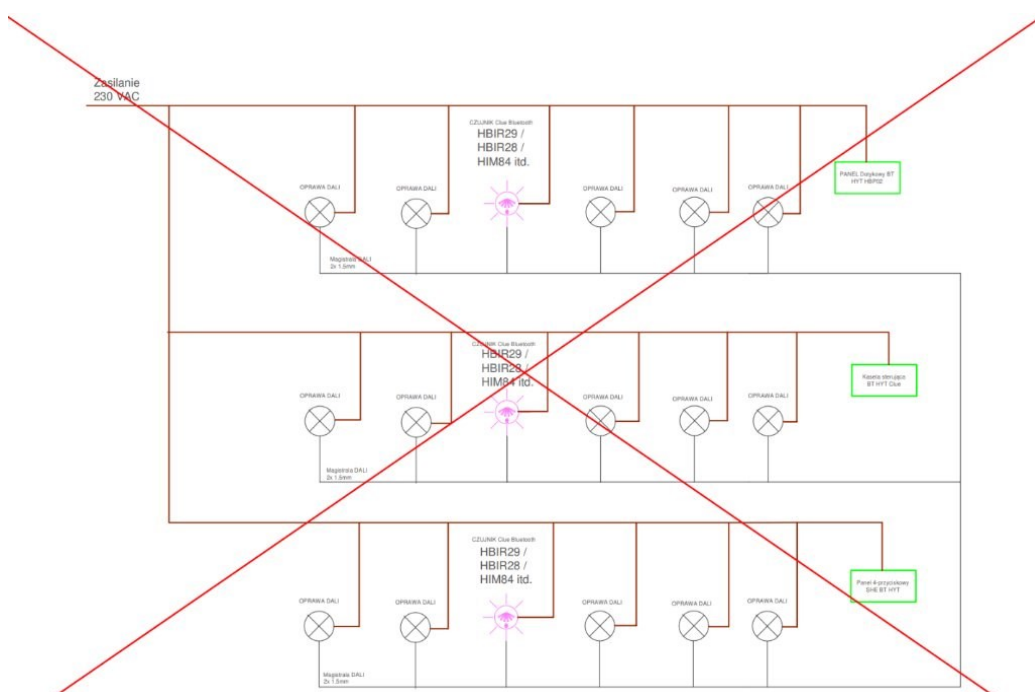 Zasilanie
230 VAC
CZUJNIK Clue Bluetooth
HBIR29 /
HBIR28 /
HIM84 itd.
PANEL Dotykowy BT
HYT HBP02
OPRAWA DALI
OPRAWA DALI
OPRAWA DALI
OPRAWA DALI
OPRAWA DALI
Magistrala DALI
2x 1.5mm
CZUJNIK Clue Bluetooth
HBIR29 /
HBIR28 /
HIM84 itd.
Kaseta sterująca
BT HYT Clue
OPRAWA DALI
OPRAWA DALI
OPRAWA DALI
OPRAWA DALI
OPRAWA DALI
Magistrala DALI
2x 1.5mm
CZUJNIK Clue Bluetooth
HBIR29 /
HBIR28 /
HIM84 itd.
Panel 4-przyciskowy
BT HYT
OPRAWA DALI
OPRAWA DALI
OPRAWA DALI
OPRAWA DALI
OPRAWA DALI
Magistrala DALI
2x 1.5mm